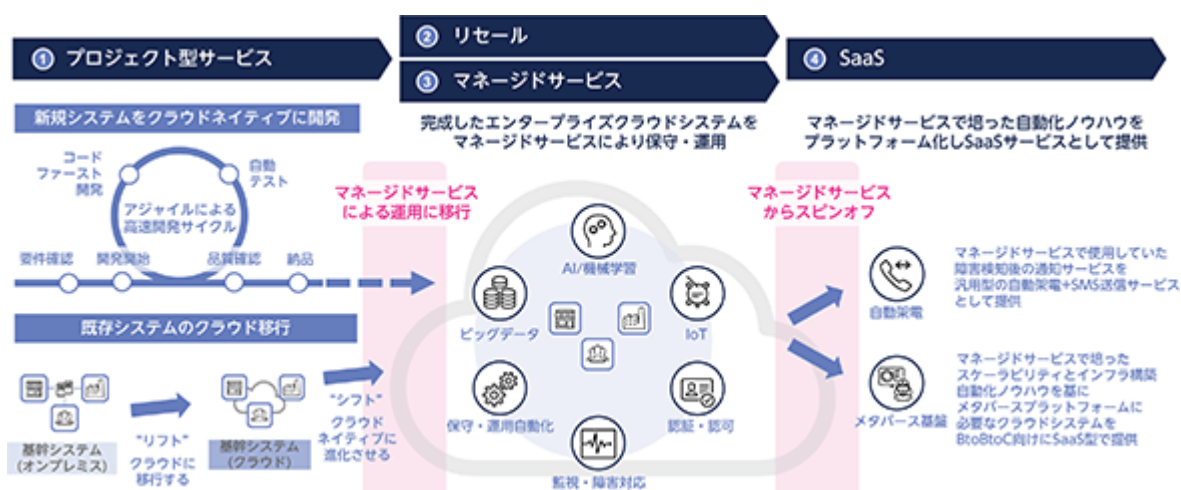 ① プロジェクト型サービス
② リセール
③ マネージドサービス
④ SaaS
新規システムをクラウドネイティブに開発
コード
ファースト
開発
自動
テスト
アジャイルによる
高速開発サイクル
要件確認
開発開始
品質確認
納品
既存システムのクラウド移行
基幹システム
(オンプレミス)
"リフト"
クラウドに
移行する
基幹システム
(クラウド)
"シフト"
クラウド
ネイティブに
進化させる
マネージドサービス
による運用に移行
完成したエンタープライズクラウドシステムを
マネージドサービスにより保守・運用
AI/機械学習
ビッグデータ
IoT
保守・運用自動化
認証・認可
監視・障害対応
マネージドサービス
からスピンオフ
マネージドサービスで培った自動化ノウハウを
プラットフォーム化しSaaSサービスとして提供
自動架電
マネージドサービスで使用していた
障害検知後の通知サービスを
汎用型の自動架電+SMS送信サービス
として提供
メタバース基盤
マネージドサービスで培った
スケーラビリティとインフラ構築
自動化ノウハウを基に
メタバースプラットフォームに
必要なクラウドシステムを
BtoBtoC向けにSaaS型で提供